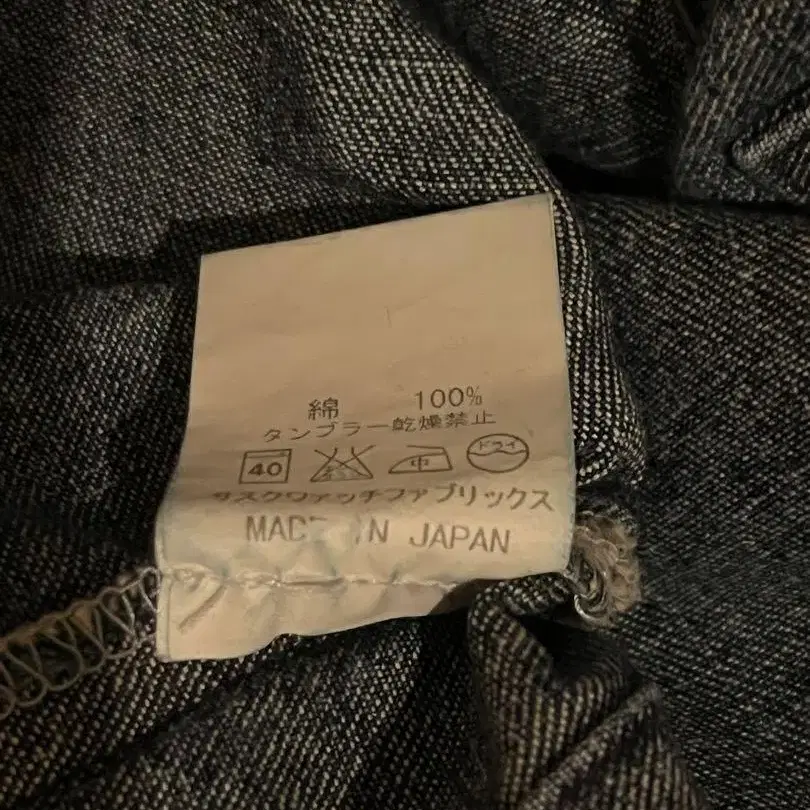 綿 100%
タンブラー乾燥禁止
40 中 ドライ
サスクワァッチファブリックス
MADE IN JAPAN